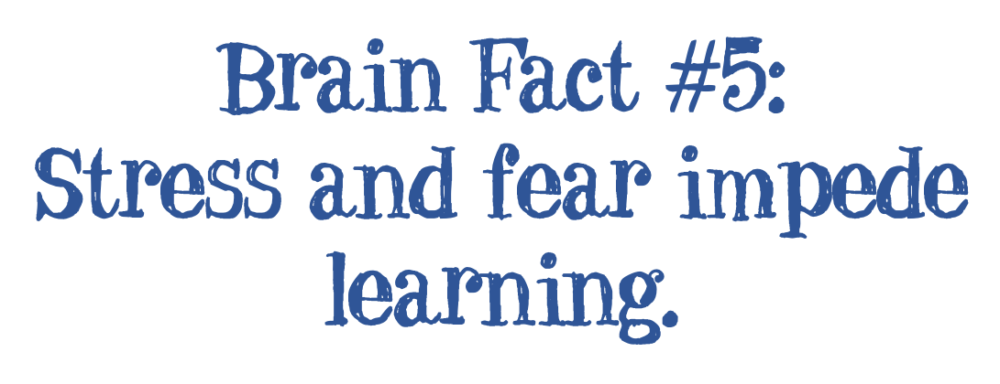 Brain Fact #5:
Stress and fear impede
learning.